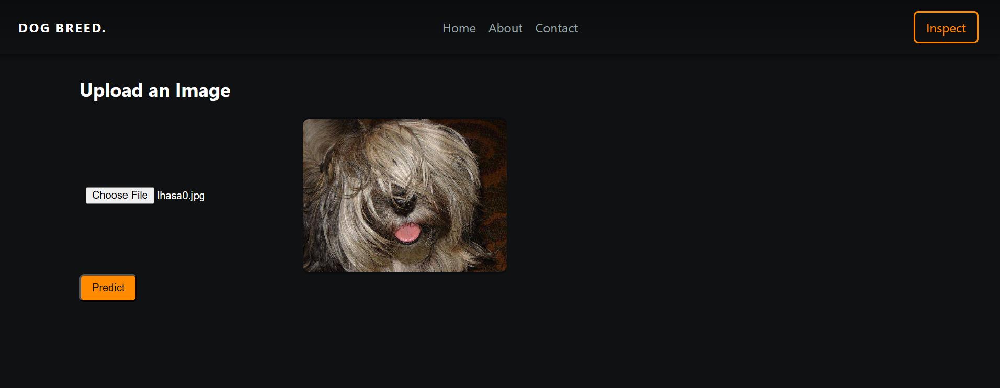 DOG BREED.
Home About Contact
Inspect
Upload an Image
Choose File lhasa0.jpg
Predict